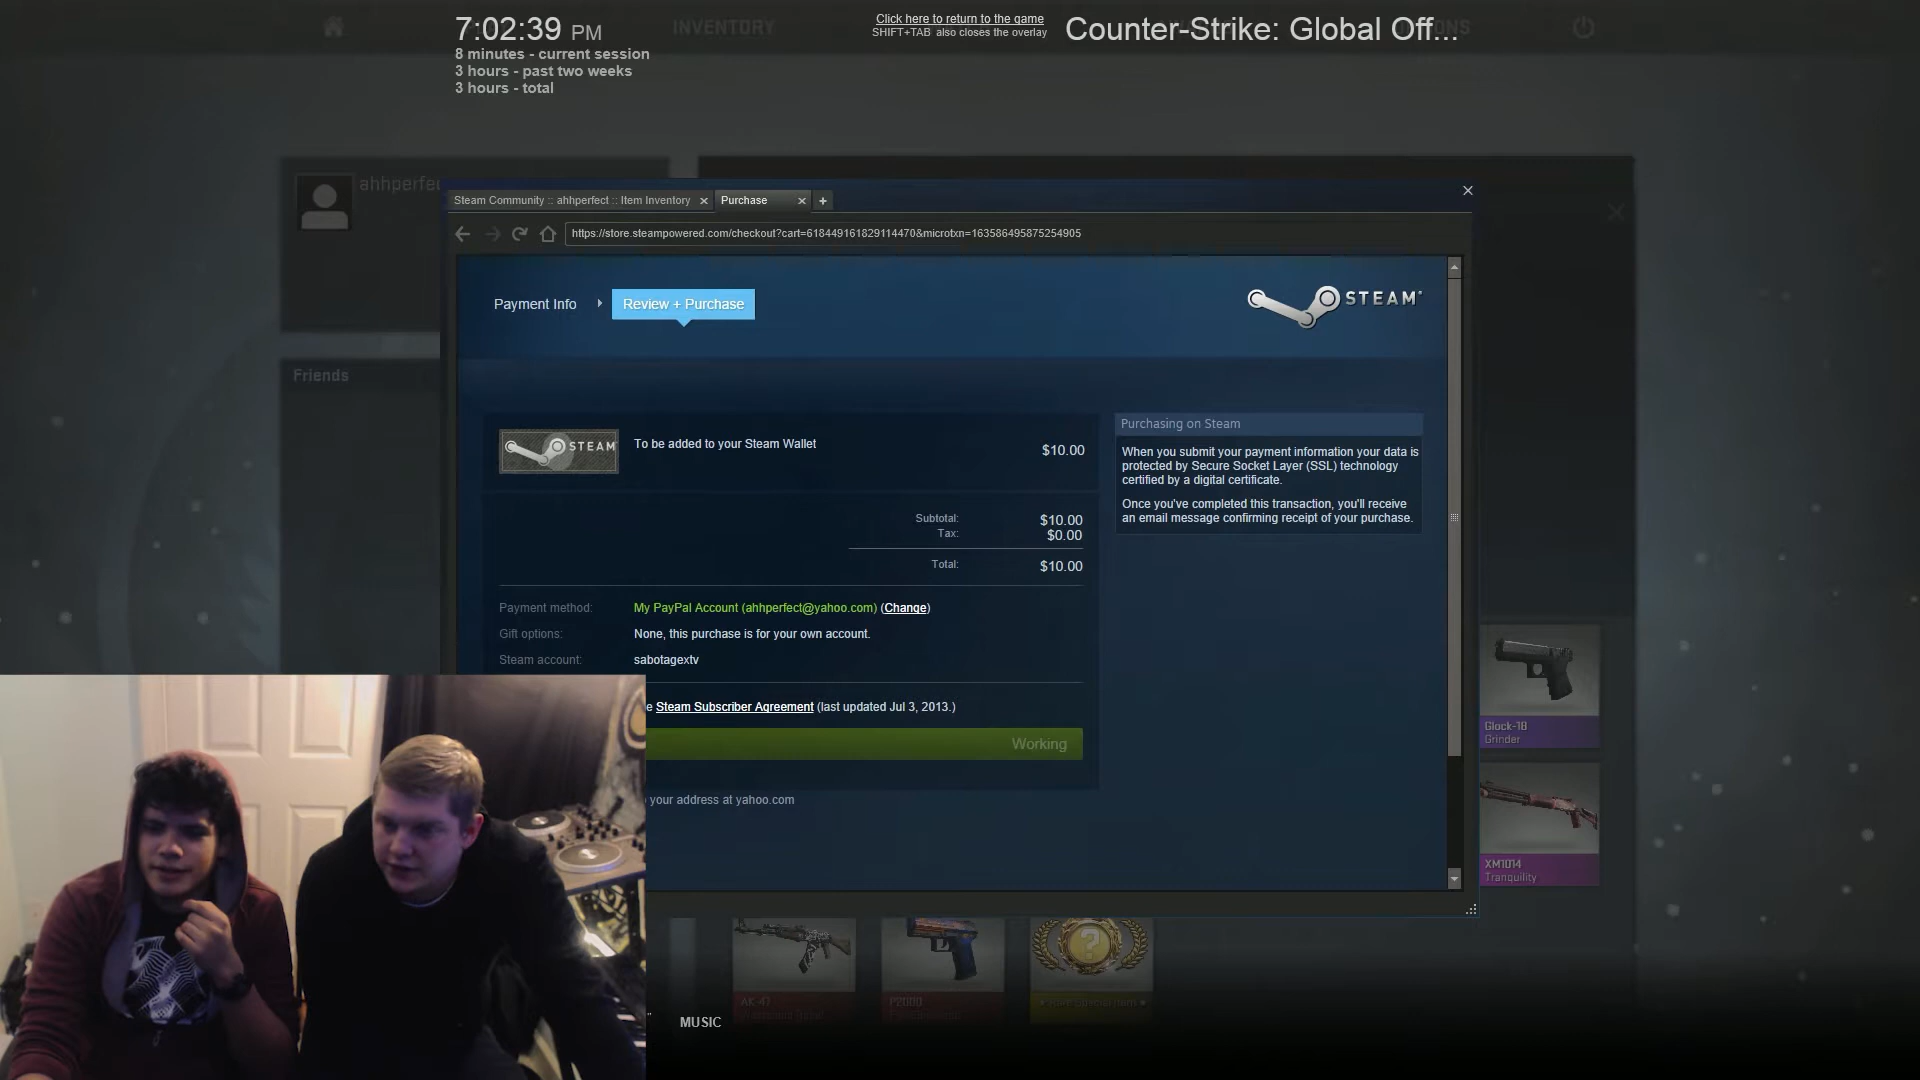 7:02:39 PM
8 minutes - current session
3 hours - past two weeks
3 hours - total
INVENTORY
Click here to return to the game
SHIFT+TAB also closes the overlay
Counter-Strike: Global Off...
ahhperfec
Friends
Steam Community :: ahhperfect :: Item Inventory
Purchase
https://store.steampowered.com/checkout?cart=618449161829114470&microtxn=163586495875254905
Payment Info
Review + Purchase
STEAM
STEAM
To be added to your Steam Wallet
$10.00
Subtotal: $10.00
Tax: $0.00
Total: $10.00
Payment method: My PayPal Account (ahhperfect@yahoo.com) (Change)
Gift options: None, this purchase is for your own account.
Steam account: sabotagextv
e Steam Subscriber Agreement (last updated Jul 3, 2013.)
Working
your address at yahoo.com
Purchasing on Steam
When you submit your payment information your data is
protected by Secure Socket Layer (SSL) technology
certified by a digital certificate.
Once you've completed this transaction, you'll receive
an email message confirming receipt of your purchase.
Glock-18
Grinder
XM1014
Tranquility
AK-47
P2000
MUSIC